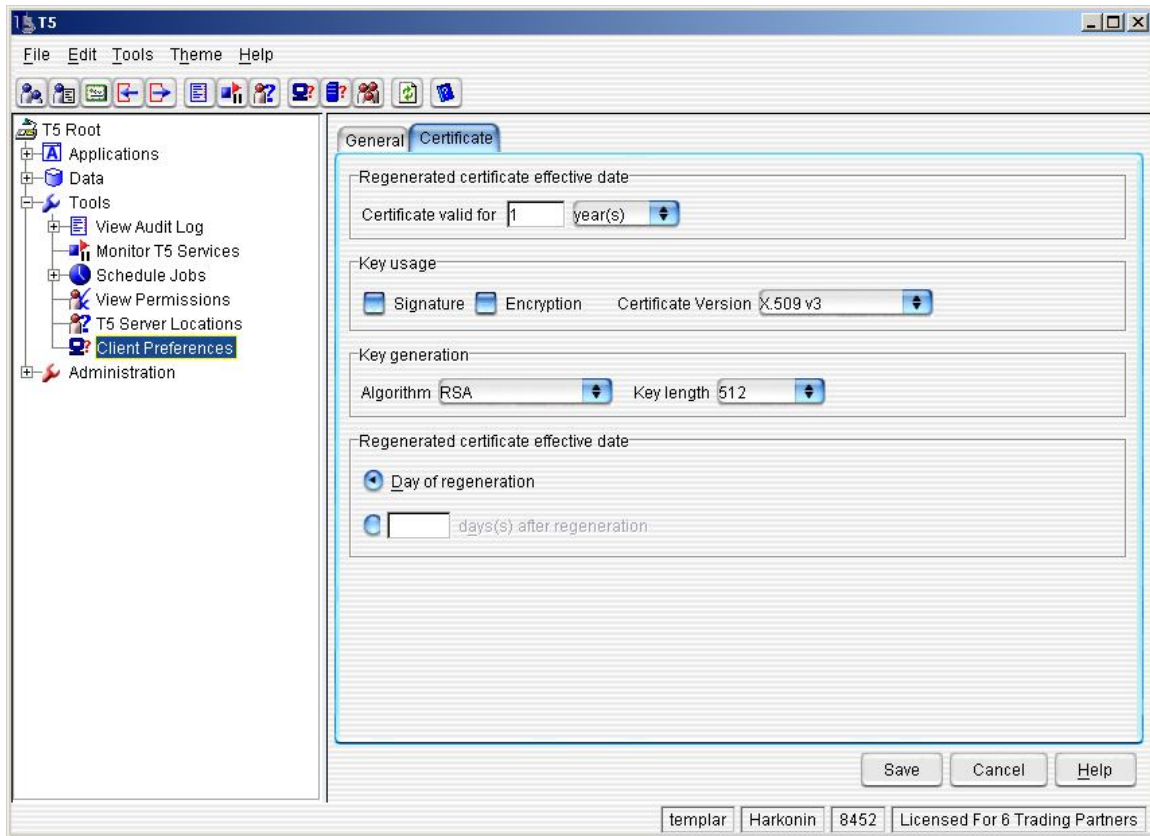 T5
File Edit Tools Theme Help
T5 Root
Applications
Data
Tools
View Audit Log
Monitor T5 Services
Schedule Jobs
View Permissions
T5 Server Locations
Client Preferences
Administration
General Certificate
Regenerated certificate effective date
Certificate valid for 1 year(s)
Key usage
Signature Encryption Certificate Version X.509 v3
Key generation
Algorithm RSA Key length 512
Regenerated certificate effective date
Day of regeneration
days(s) after regeneration
Save Cancel Help
templar Harkonin 8452 Licensed For 6 Trading Partners